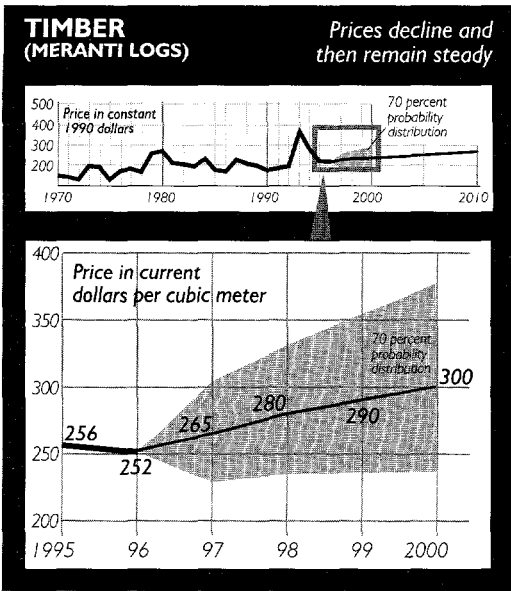 TIMBER
(MERANTI LOGS)
Prices decline and
then remain steady
500
400
300
200
Price in constant
1990 dollars
70 percent
probability
distribution
1970
1980
1990
2000
2010
400
350
300
250
200
Price in current
dollars per cubic meter
70 percent
probability
distribution
256
252
265
280
290
300
1995
96
97
98
99
2000